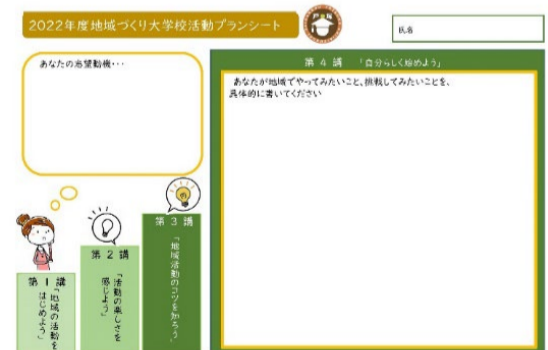 2022年度地域づくり大学校活動プランシート
氏名
あなたの志望動機・・・
第4講 「自分らしく始めよう」
あなたが地域でやってみたいこと、挑戦してみたいことを、
具体的に書いてください
第3講
「地域活動のコツを知ろう」
第2講
「活動の楽しさを
感じよう」
第1講
「地域の活動を
はじめよう」